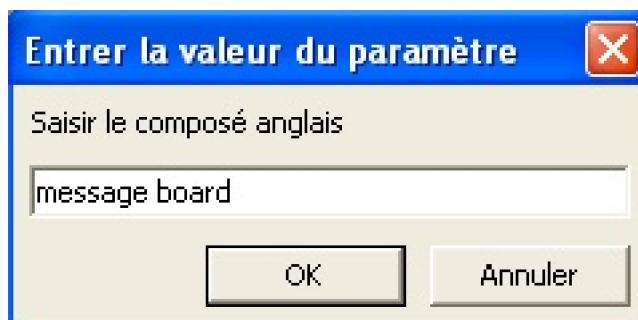 Entrer la valeur du paramètre
Saisir le composé anglais
message board
OK Annuler